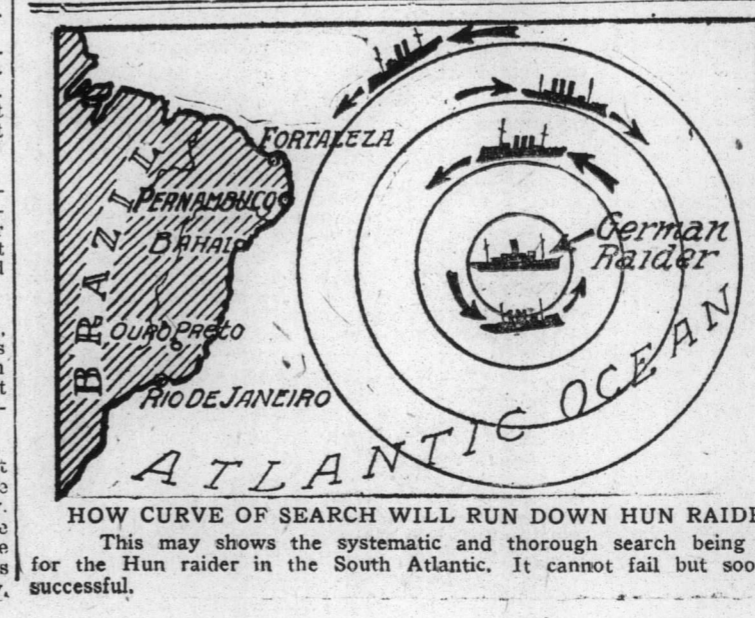 FORTALEZA
PERNAMBUCO
BAHAI
BRAZIL
OURO PRETO
RIO DE JANEIRO
German
Raider
ATLANTIC OCEAN
HOW CURVE OF SEARCH WILL RUN DOWN HUN RAIDE
This may shows the systematic and thorough search being
for the Hun raider in the South Atlantic. It cannot fail but soo
successful.